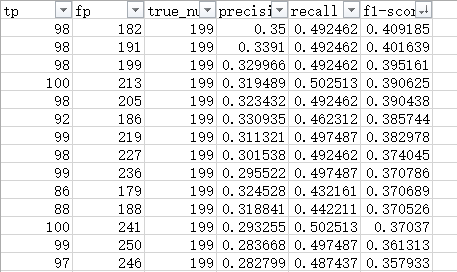 tp fp true_nu precisi recall f1-scor
98 182 199 0.35 0.492462 0.409185
98 191 199 0.3391 0.492462 0.401639
98 199 199 0.329966 0.492462 0.395161
100 213 199 0.319489 0.502513 0.390625
98 205 199 0.323432 0.492462 0.390438
92 186 199 0.330935 0.462312 0.385744
99 219 199 0.311321 0.497487 0.382978
98 227 199 0.301538 0.492462 0.374045
99 236 199 0.295522 0.497487 0.370786
86 179 199 0.324528 0.432161 0.370689
88 188 199 0.318841 0.442211 0.370526
100 241 199 0.293255 0.502513 0.37037
99 250 199 0.283668 0.497487 0.361313
97 246 199 0.282799 0.487437 0.357933